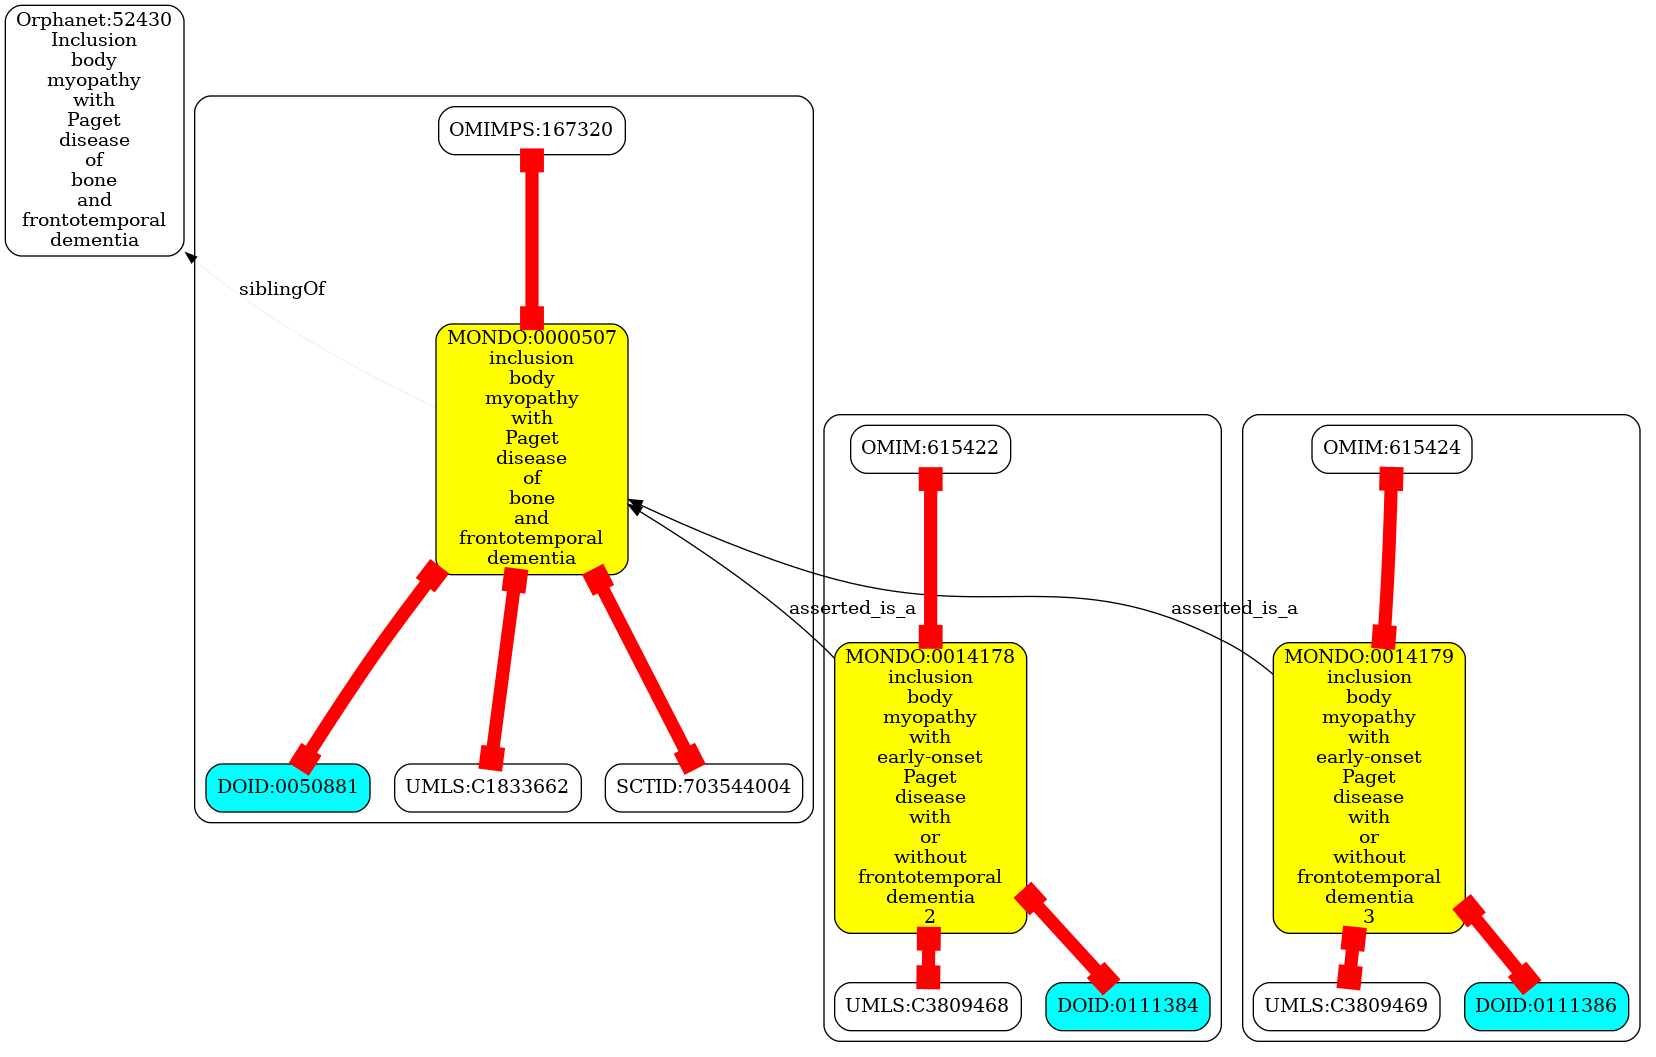 Orphanet:52430
Inclusion
body
myopathy
with
Paget
disease
of
bone
and
frontotemporal
dementia
OMIMPS:167320
siblingOf
MONDO:0000507
inclusion
body
myopathy
with
Paget
disease
of
bone
and
frontotemporal
dementia
DOID:0050881
UMLS:C1833662
SCTID:703544004
OMIM:615422
asserted_is_a
MONDO:0014178
inclusion
body
myopathy
with
early-onset
Paget
disease
with
or
without
frontotemporal
dementia
2
UMLS:C3809468
DOID:0111384
OMIM:615424
asserted_is_a
MONDO:0014179
inclusion
body
myopathy
with
early-onset
Paget
disease
with
or
without
frontotemporal
dementia
3
UMLS:C3809469
DOID:0111386